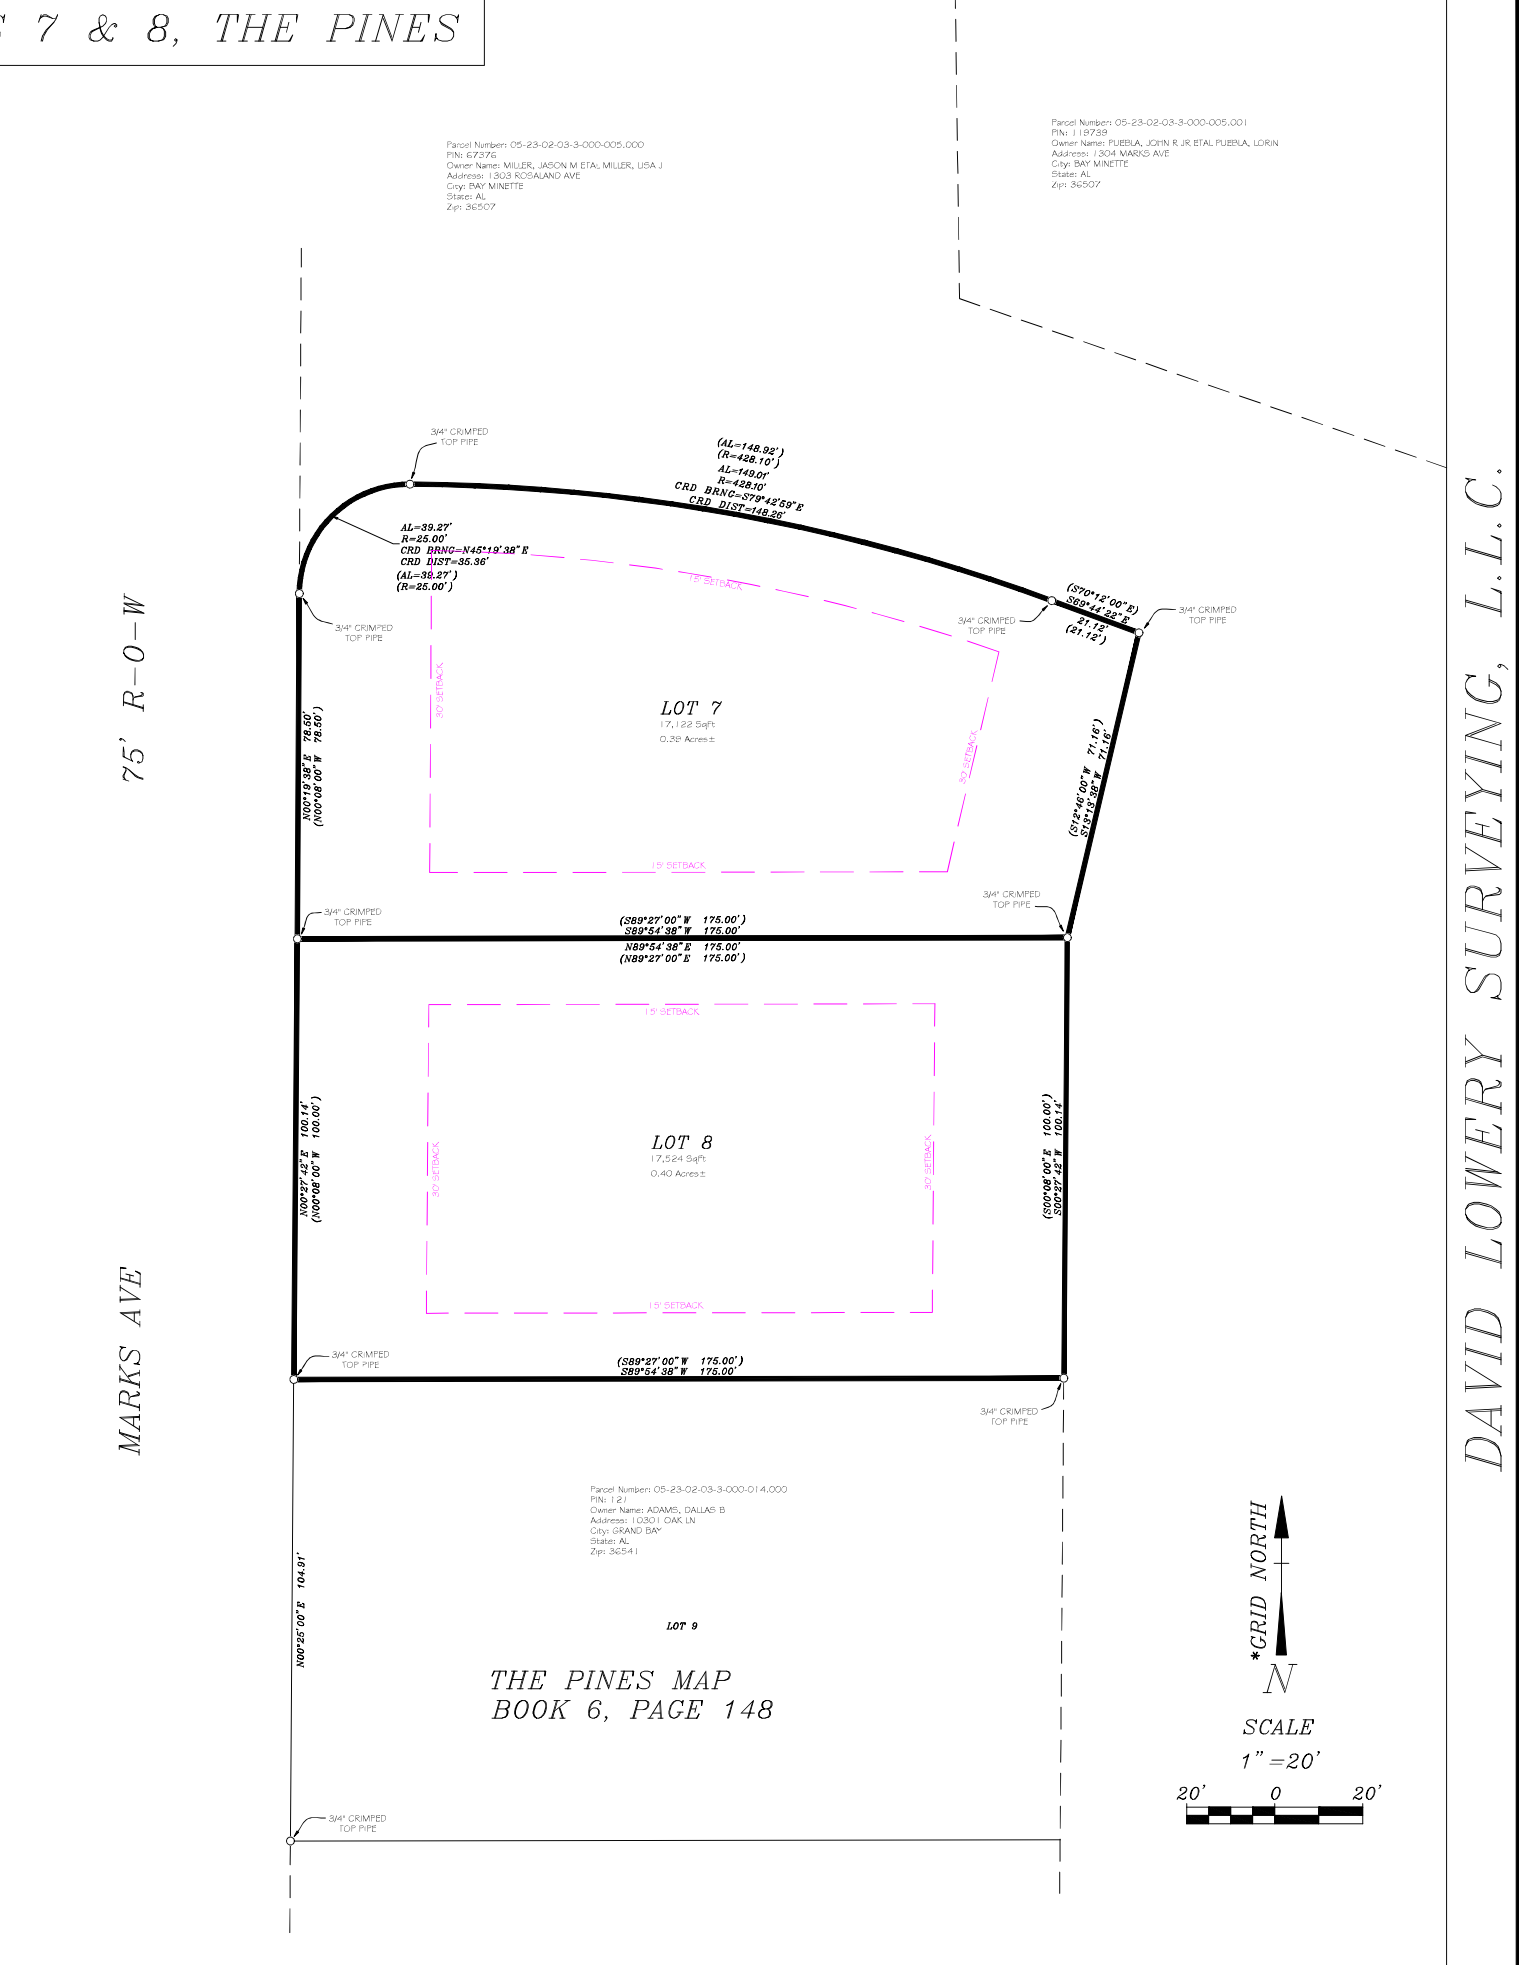 7 & 8, THE PINES
Parcel Number: 05-23-02-03-3-000-005.000
PIN: 67376
Owner Name: MILLER, JASON M ETAL MILLER, LISA J
Address: 1303 ROSALAND AVE
City: BAY MINETTE
State: AL
Zip: 36507
Parcel Number: 05-23-02-03-3-000-005.001
PIN: 119739
Owner Name: PUEBLA, JOHN R JR ETAL PUEBLA, LORIN
Address: 1304 MARKS AVE
City: BAY MINETTE
State: AL
Zip: 36507
3/4" CRIMPED
TOP PIPE
(AL=148.92')
(R=428.10')
AL=149.01'
R=428.10'
CRD BRNG=S79°42'59"E
CRD DIST=148.26'
AL=39.27'
R=25.00'
CRD BRNG=N45°19'38"E
CRD DIST=35.36'
(AL=39.27')
(R=25.00')
15' SETBACK
(S70°12'00"E)
S69°44'22"E
21.12'
(21.12')
3/4" CRIMPED
TOP PIPE
3/4" CRIMPED
TOP PIPE
3/4" CRIMPED
TOP PIPE
75' R-O-W
N00°19'38"E 78.50'
(N00°08'00"W 78.50')
30' SETBACK
LOT 7
17,122 Sqft
0.39 Acres±
30' SETBACK
(S12°46'00"W 71.16')
S13°13'38"W 71.16'
15' SETBACK
3/4" CRIMPED
TOP PIPE
3/4" CRIMPED
TOP PIPE
(S89°27'00"W 175.00')
S89°54'38"W 175.00'
N89°54'38"E 175.00'
(N89°27'00"E 175.00')
15' SETBACK
N00°27'42"E 100.14'
(N00°08'00"W 100.00')
30' SETBACK
LOT 8
17,524 Sqft
0.40 Acres±
30' SETBACK
(S00°08'00"E 100.00')
S00°27'42"W 100.14'
15' SETBACK
MARKS AVE
3/4" CRIMPED
TOP PIPE
(S89°27'00"W 175.00')
S89°54'38"W 175.00'
3/4" CRIMPED
TOP PIPE
Parcel Number: 05-23-02-03-3-000-014.000
PIN: 121
Owner Name: ADAMS, DALLAS B
Address: 10301 OAK LN
City: GRAND BAY
State: AL
Zip: 36541
N00°25'00"E 104.91'
LOT 9
THE PINES MAP
BOOK 6, PAGE 148
3/4" CRIMPED
TOP PIPE
*GRID NORTH
N
SCALE
1"=20'
20' 0 20'
DAVID LOWERY SURVEYING, L.L.C.